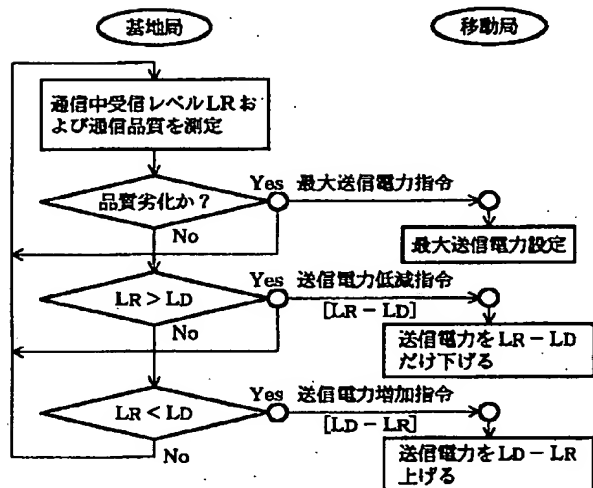 基地局
移動局
通信中受信レベルLRお
よび通信品質を測定
品質劣化か？
Yes
最大送信電力指令
No
最大送信電力設定
LR＞LD
Yes
送信電力低減指令
[LR－LD]
No
送信電力をLR－LD
だけ下げる
LR＜LD
Yes
送信電力増加指令
[LD－LR]
No
送信電力をLD－LR
上げる